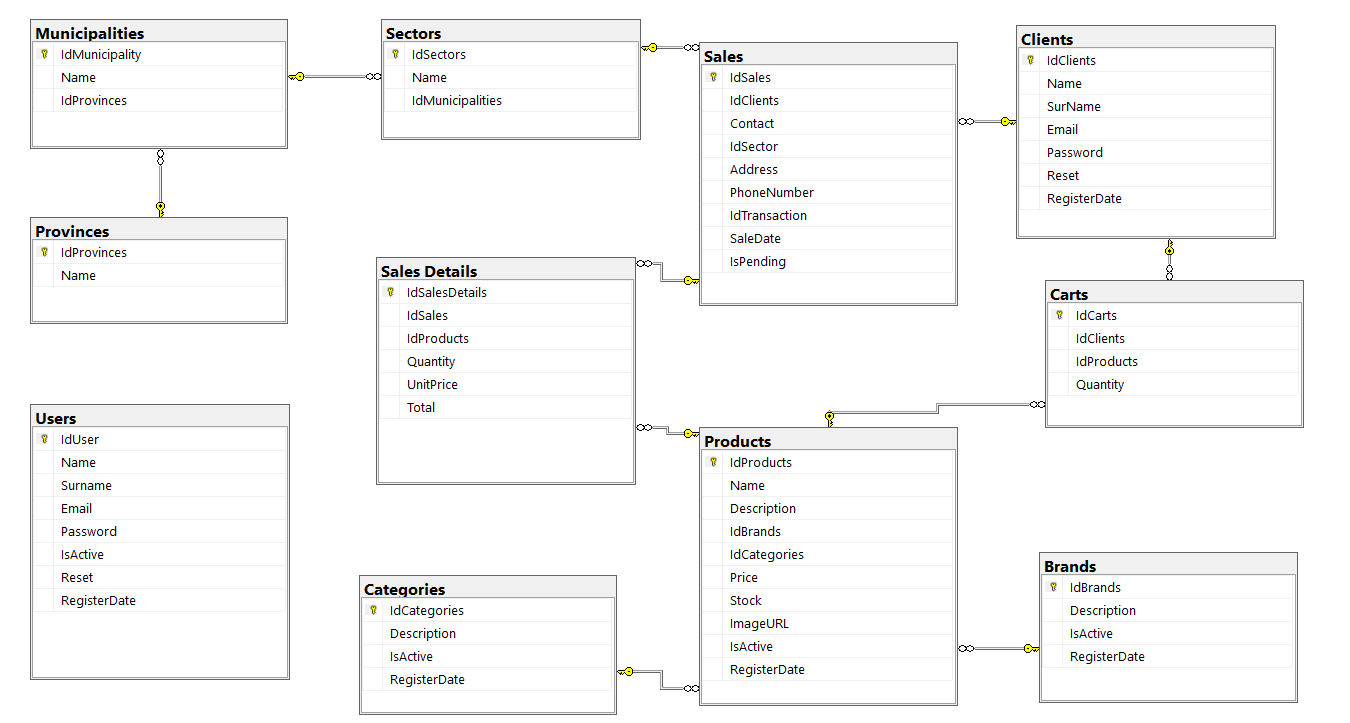 Municipalities
IdMunicipality
Name
IdProvinces
Sectors
IdSectors
Name
IdMunicipalities
Sales
IdSales
IdClients
Contact
IdSector
Address
PhoneNumber
IdTransaction
SaleDate
IsPending
Clients
IdClients
Name
SurName
Email
Password
Reset
RegisterDate
Provinces
IdProvinces
Name
Sales Details
IdSalesDetails
IdSales
IdProducts
Quantity
UnitPrice
Total
Carts
IdCarts
IdClients
IdProducts
Quantity
Users
IdUser
Name
Surname
Email
Password
IsActive
Reset
RegisterDate
Products
IdProducts
Name
Description
IdBrands
IdCategories
Price
Stock
ImageURL
IsActive
RegisterDate
Categories
IdCategories
Description
IsActive
RegisterDate
Brands
IdBrands
Description
IsActive
RegisterDate